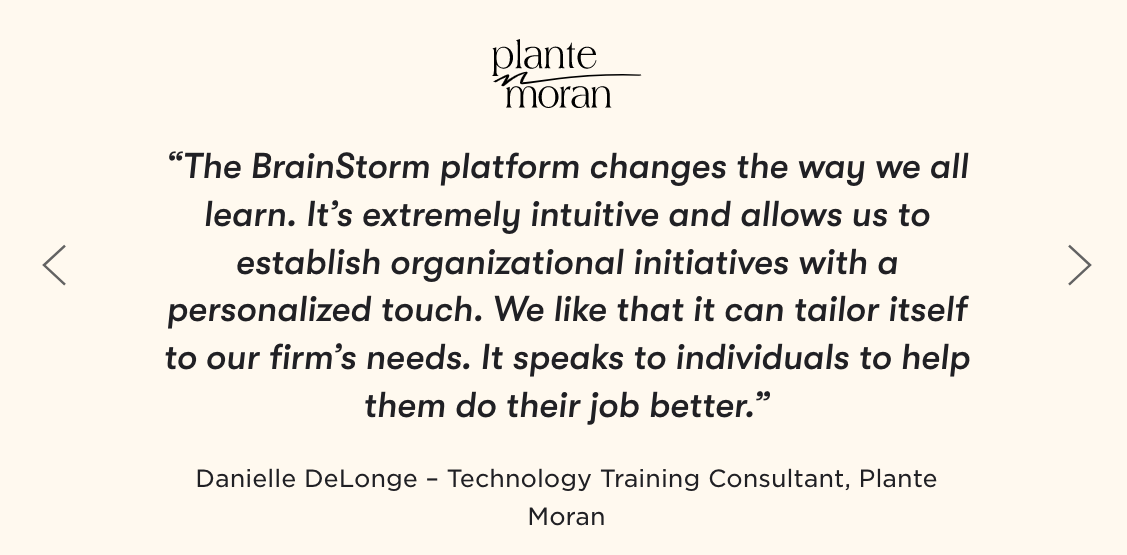 plante
moran
“The BrainStorm platform changes the way we all
learn. It’s extremely intuitive and allows us to
establish organizational initiatives with a
personalized touch. We like that it can tailor itself
to our firm’s needs. It speaks to individuals to help
them do their job better.”
Danielle DeLonge – Technology Training Consultant, Plante
Moran